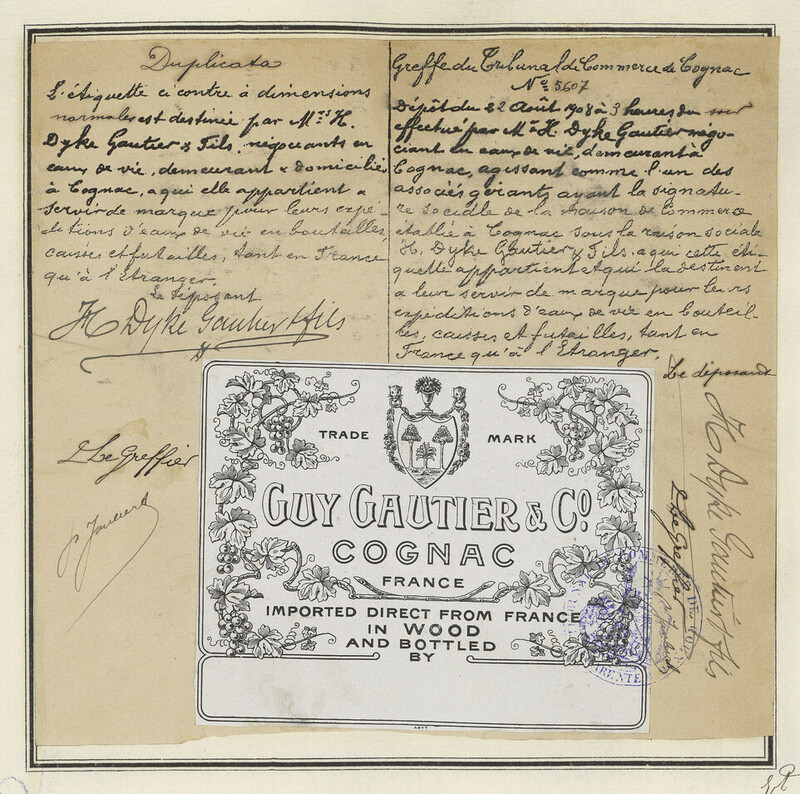 Duplicata
L'étiquette ci contre à dimensions
normales est destinée par M.rs H.
Dyke Gautier & Fils, négociants en
eaux de vie, demeurant & domiciliés
à Cognac, a qui elle appartient a
servir de marque pour leurs expé-
ditions d'eaux de vie en bouteilles,
caisses et futailles, tant en France
qu'à l'Etranger.
Le Déposant
H Dyke Gautier & fils
Le Greffier
Greffe du Tribunal de Commerce de Cognac
No 5607
Dépôt du 22 Août 1908 à 3 heures du soir
effectué par Mr H. Dyke Gautier négo-
ciant en eaux de vie, demeurant à
Cognac, agissant comme l'un des
associés gérants ayant la signatu-
re sociale de la maison de Commerce
établie à Cognac sous la raison sociale
H. Dyke Gautier & Fils, a qui cette éti-
quette appartient et qui la destinent
a leur servir de marque pour leurs
expéditions d'eaux de vie en bouteil-
les, caisses et futailles, tant en
France qu'à l'Etranger.
Le déposant
H Dyke Gautier & fils
Le Greffier
TRADE MARK
GUY GAUTIER & Co
COGNAC
FRANCE
IMPORTED DIRECT FROM FRANCE
IN WOOD
AND BOTTLED
BY